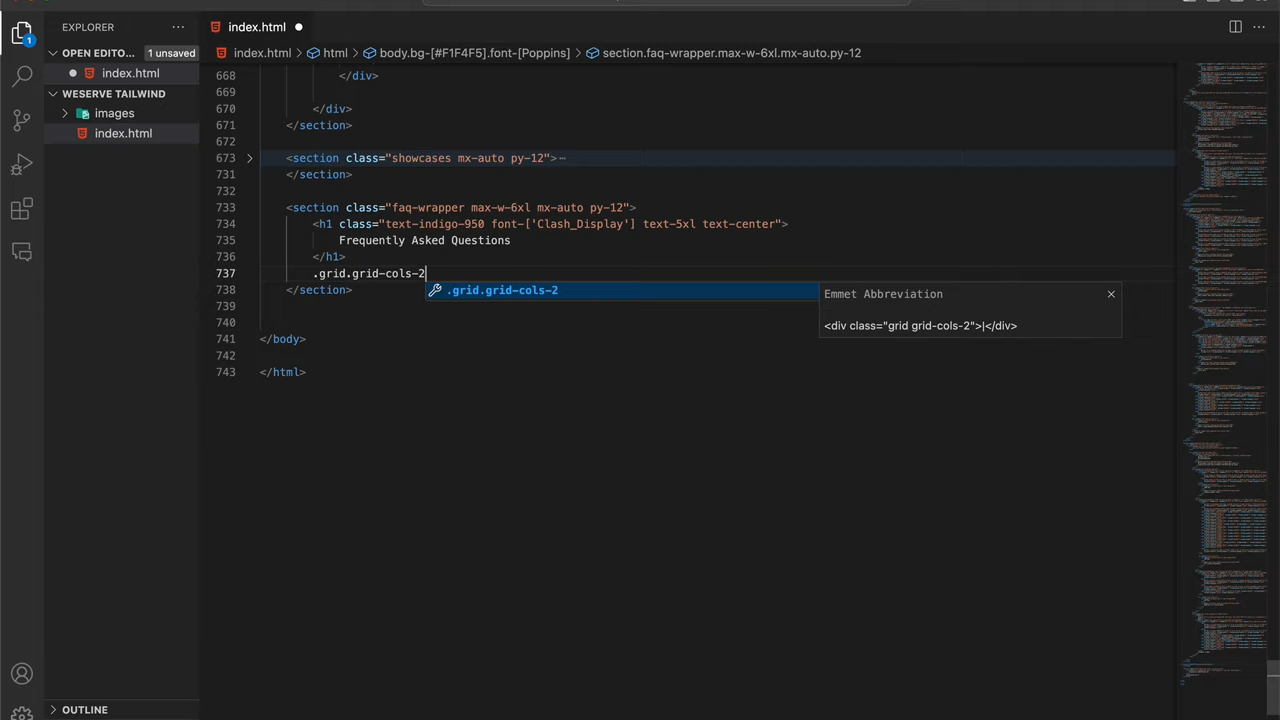 EXPLORER
index.html
OPEN EDITO...
1 unsaved
index.html
WESERVE TAILWIND
images
index.html
1
OUTLINE
index.html > html > body.bg-[#F1F4F5].font-[Poppins] > section.faq-wrapper.max-w-6xl.mx-auto.py-12
668 </div>
669
670 </div>
671 </section>
672
673 <section class="showcases mx-auto py-12">⋯
731 </section>
732
733 <section class="faq-wrapper max-w-6xl mx-auto py-12">
734 <h1 class="text-indigo-950 font-['Clash_Display'] text-5xl text-center">
735 Frequently Asked Questions
736 </h1>
737 .grid.grid-cols-2
738 </section>
739
740
741 </body>
742
743 </html>
.grid.grid-cols-2
Emmet Abbreviation
<div class="grid grid-cols-2">|</div>